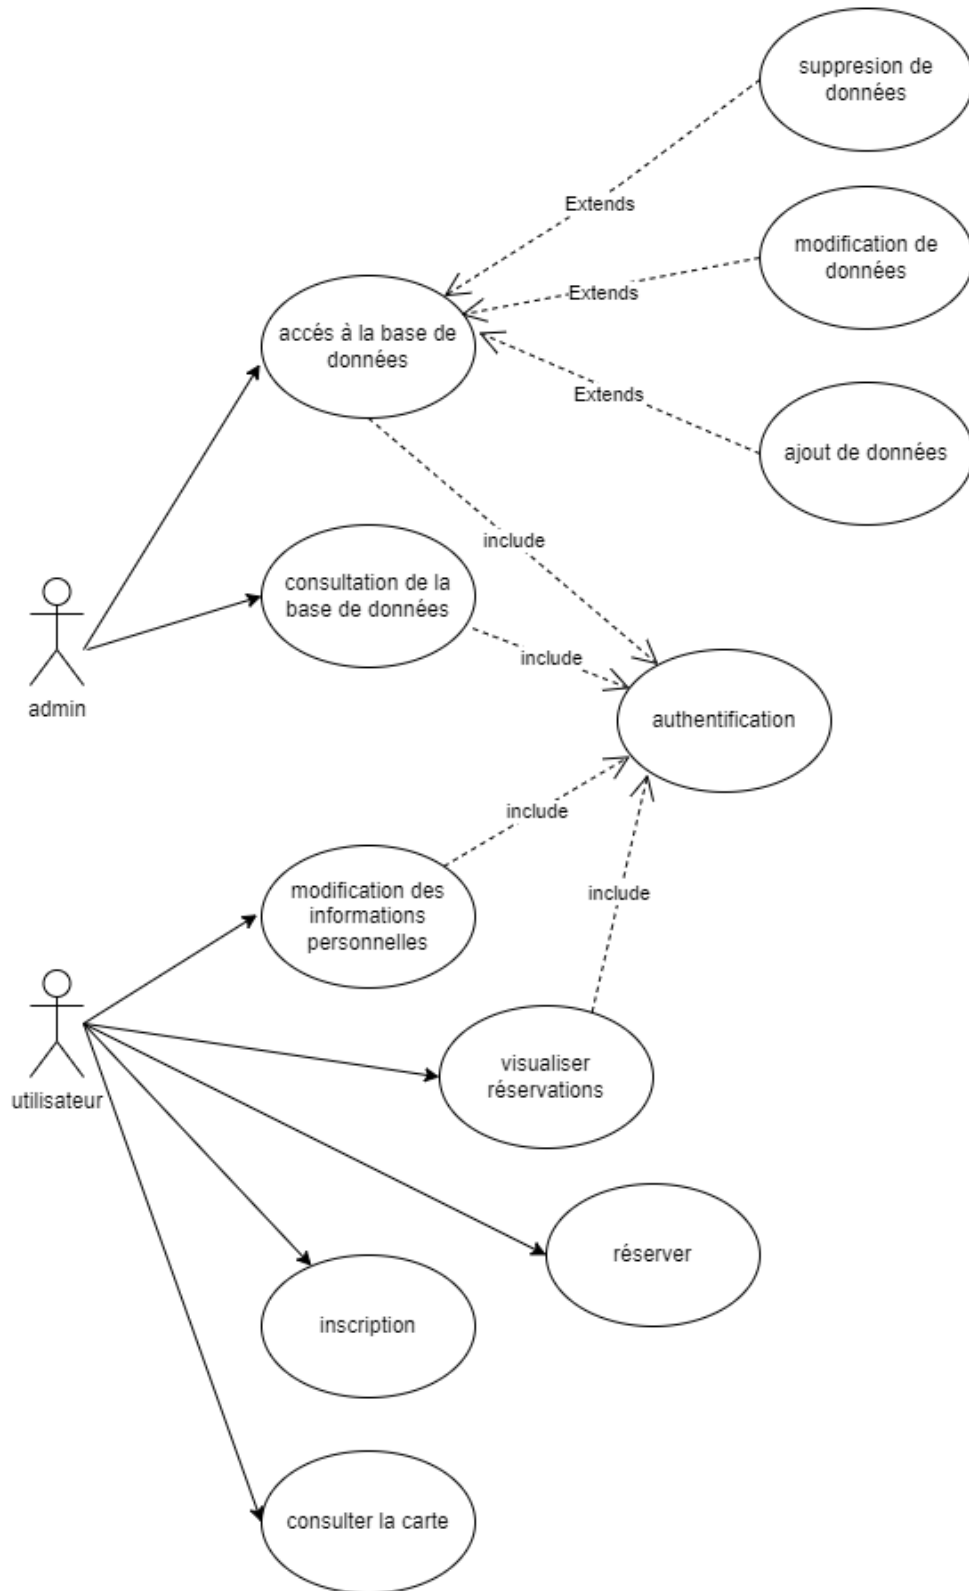 suppresion de
données
Extends
modification de
données
Extends
accés à la base de
données
Extends
ajout de données
include
consultation de la
base de données
include
admin
authentification
include
modification des
informations
personnelles
include
visualiser
réservations
utilisateur
réserver
inscription
consulter la carte